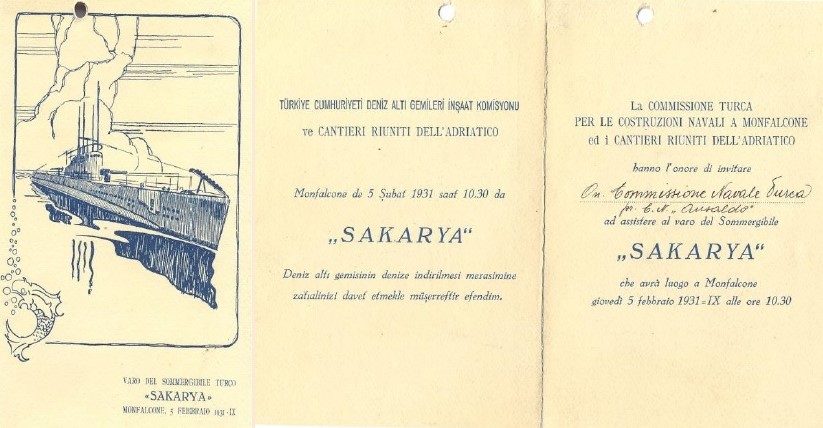 VARO DEL SOMMERGIBILE TURCO
«SAKARYA»
MONFALCONE, 5 FEBBRAIO 1931-IX
TÜRKİYE CUMHURİYETİ DENİZ ALTI GEMİLERİ İNŞAAT KOMİSYONU
ve CANTIERI RIUNITI DELL'ADRIATICO
Monfalcone de 5 Şubat 1931 saat 10.30 da
„SAKARYA“
Deniz altı gemisinin denize indirilmesi merasimine
zatıalinizi davet etmekle müşerreftir efendim.
La COMMISSIONE TURCA
PER LE COSTRUZIONI NAVALI A MONFALCONE
ed i CANTIERI RIUNITI DELL'ADRIATICO
hanno l'onore di invitare
On. Commissione Navale Turca
pr. C. N. „Ansaldo“
ad assistere al varo del Sommergibile
„SAKARYA“
che avrà luogo a Monfalcone
giovedì 5 febbraio 1931=IX alle ore 10.30